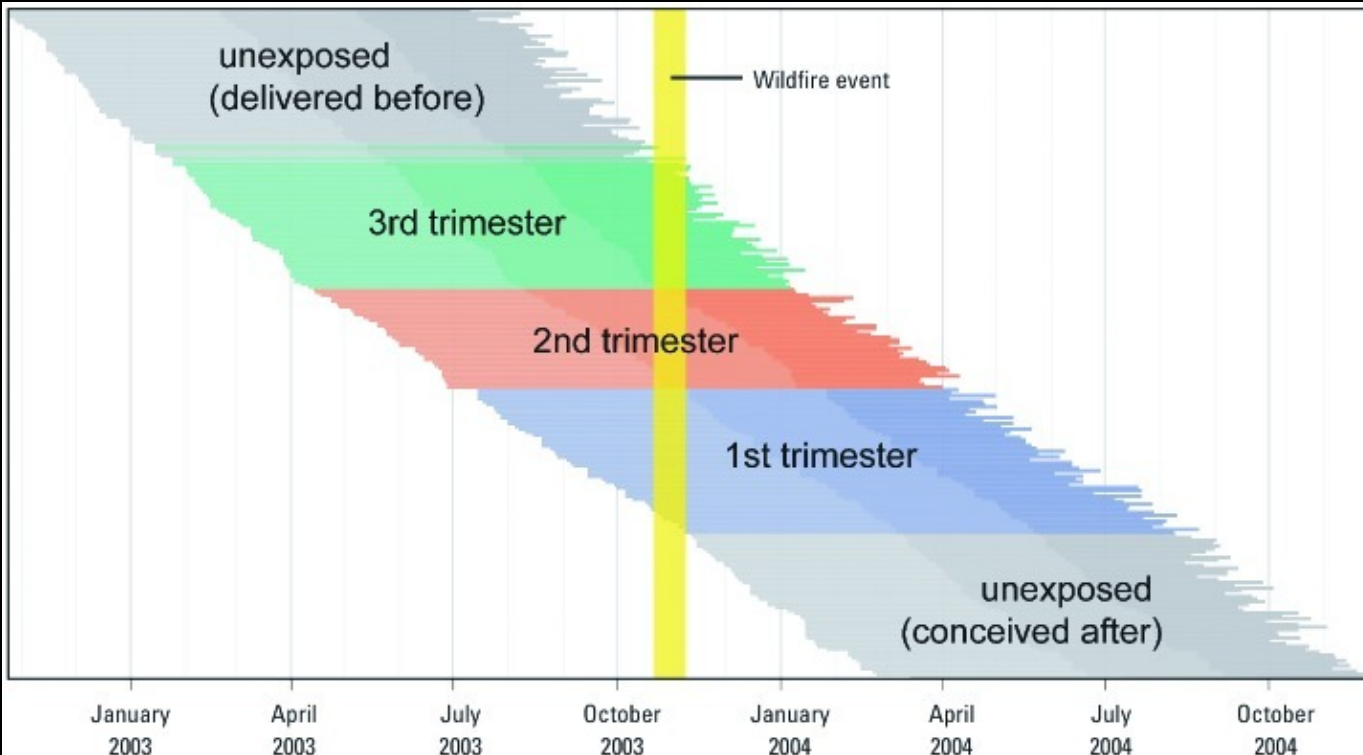 unexposed
(delivered before)
Wildfire event
3rd trimester
2nd trimester
1st trimester
unexposed
(conceived after)
January April July October January April July October
2003 2003 2003 2003 2004 2004 2004 2004